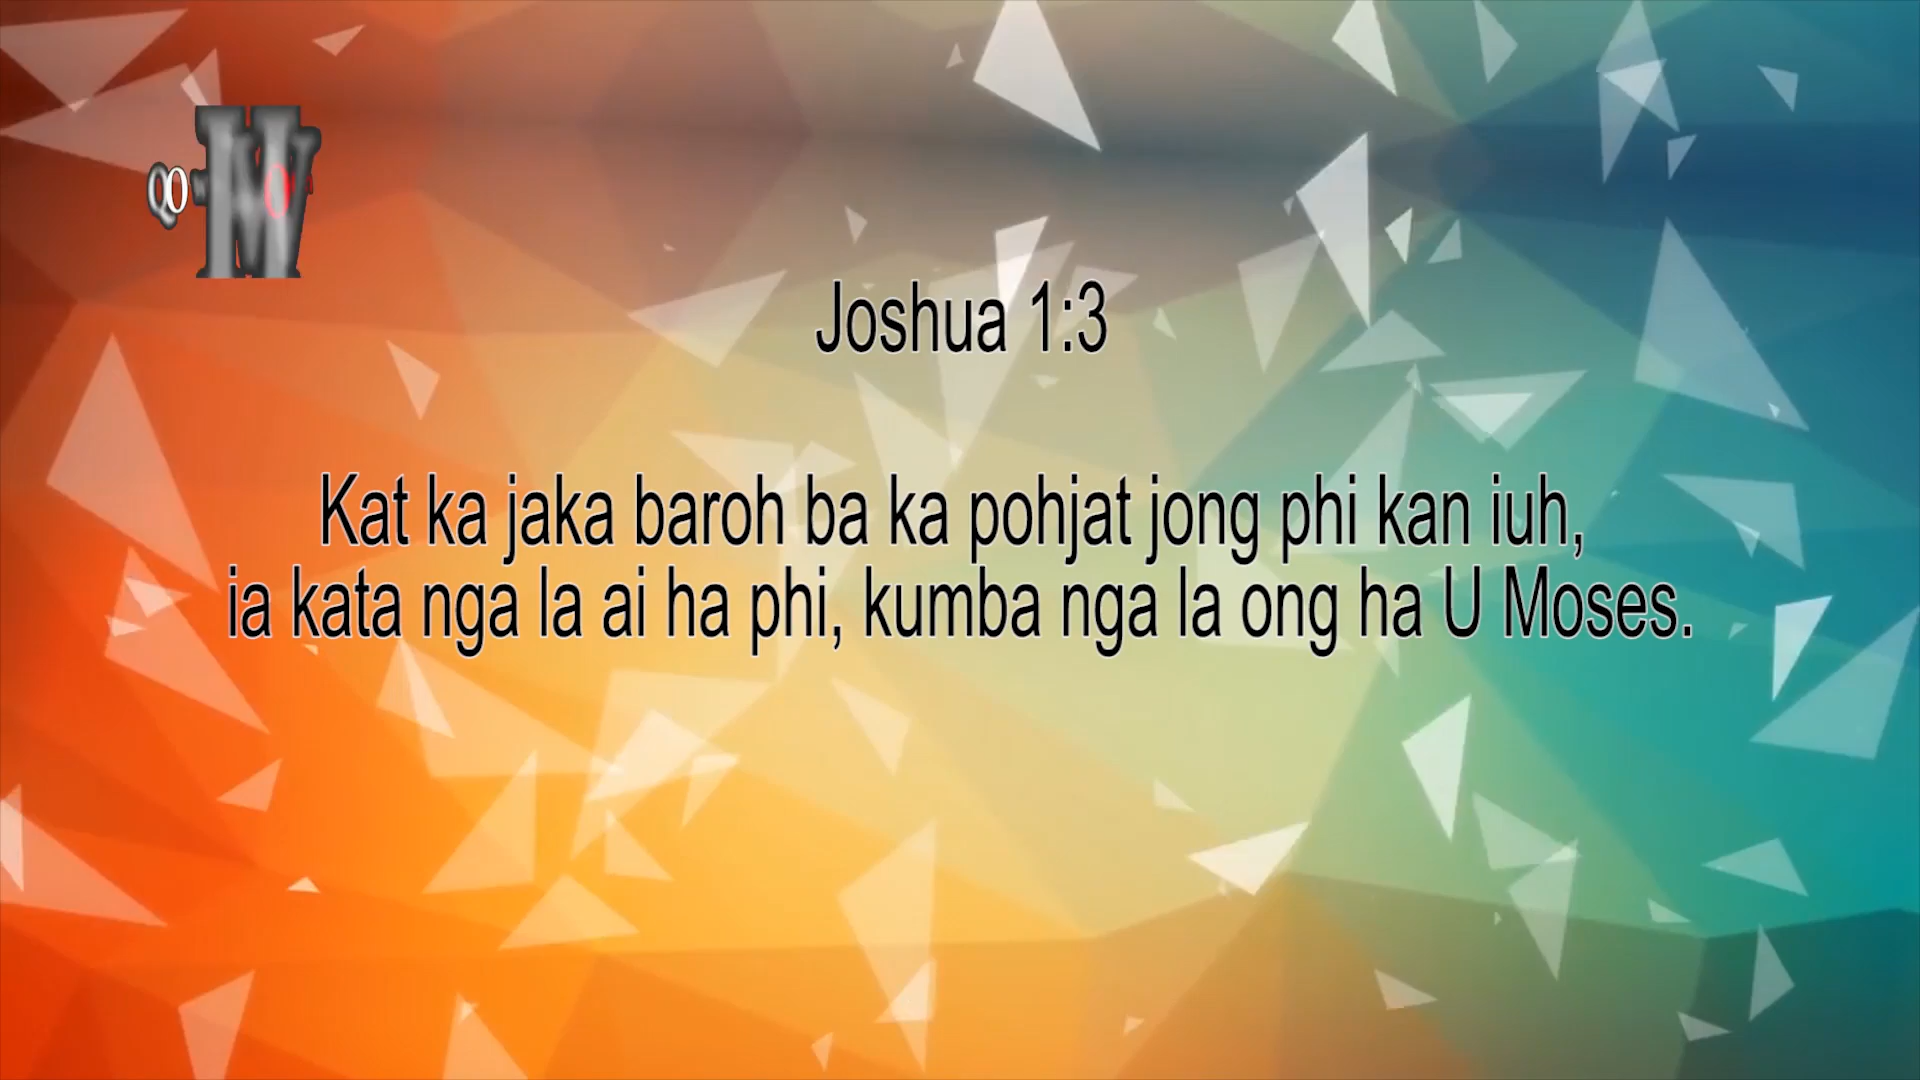 Joshua 1:3
Kat ka jaka baroh ba ka pohjat jong phi kan iuh,
ia kata nga la ai ha phi, kumba nga la ong ha U Moses.